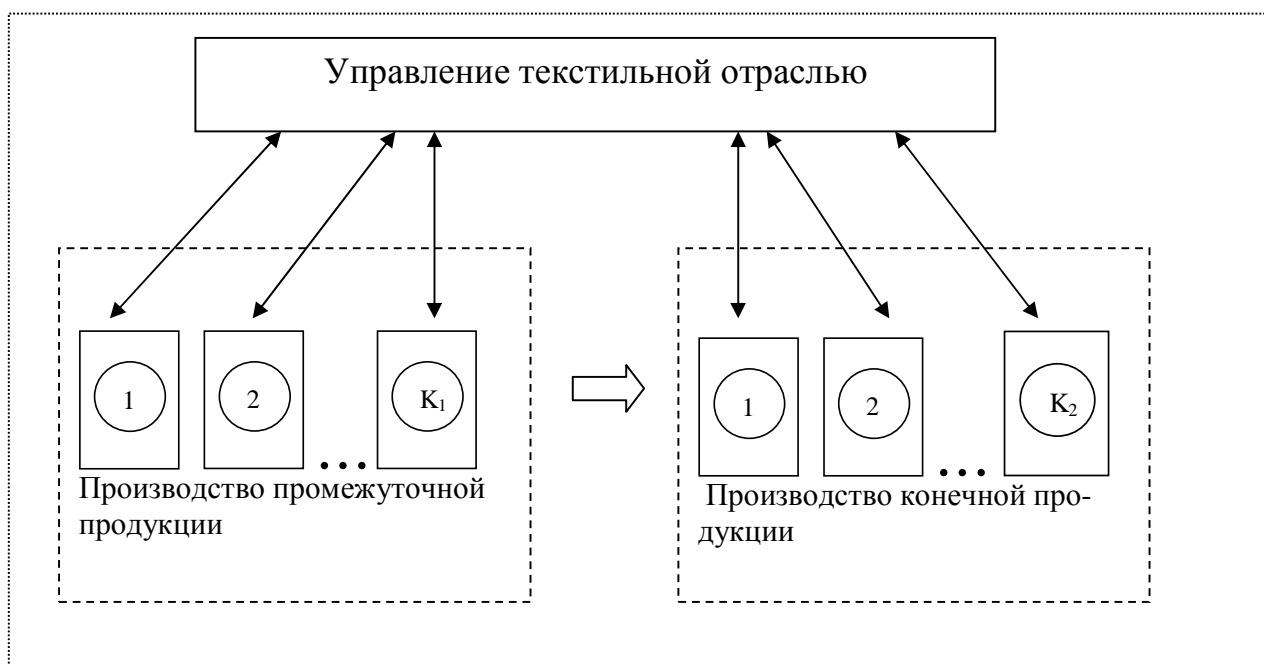 Управление текстильной отраслью
1 2 K₁
1 2 K₂
...
...
Производство промежуточной
продукции
Производство конечной про-
дукции